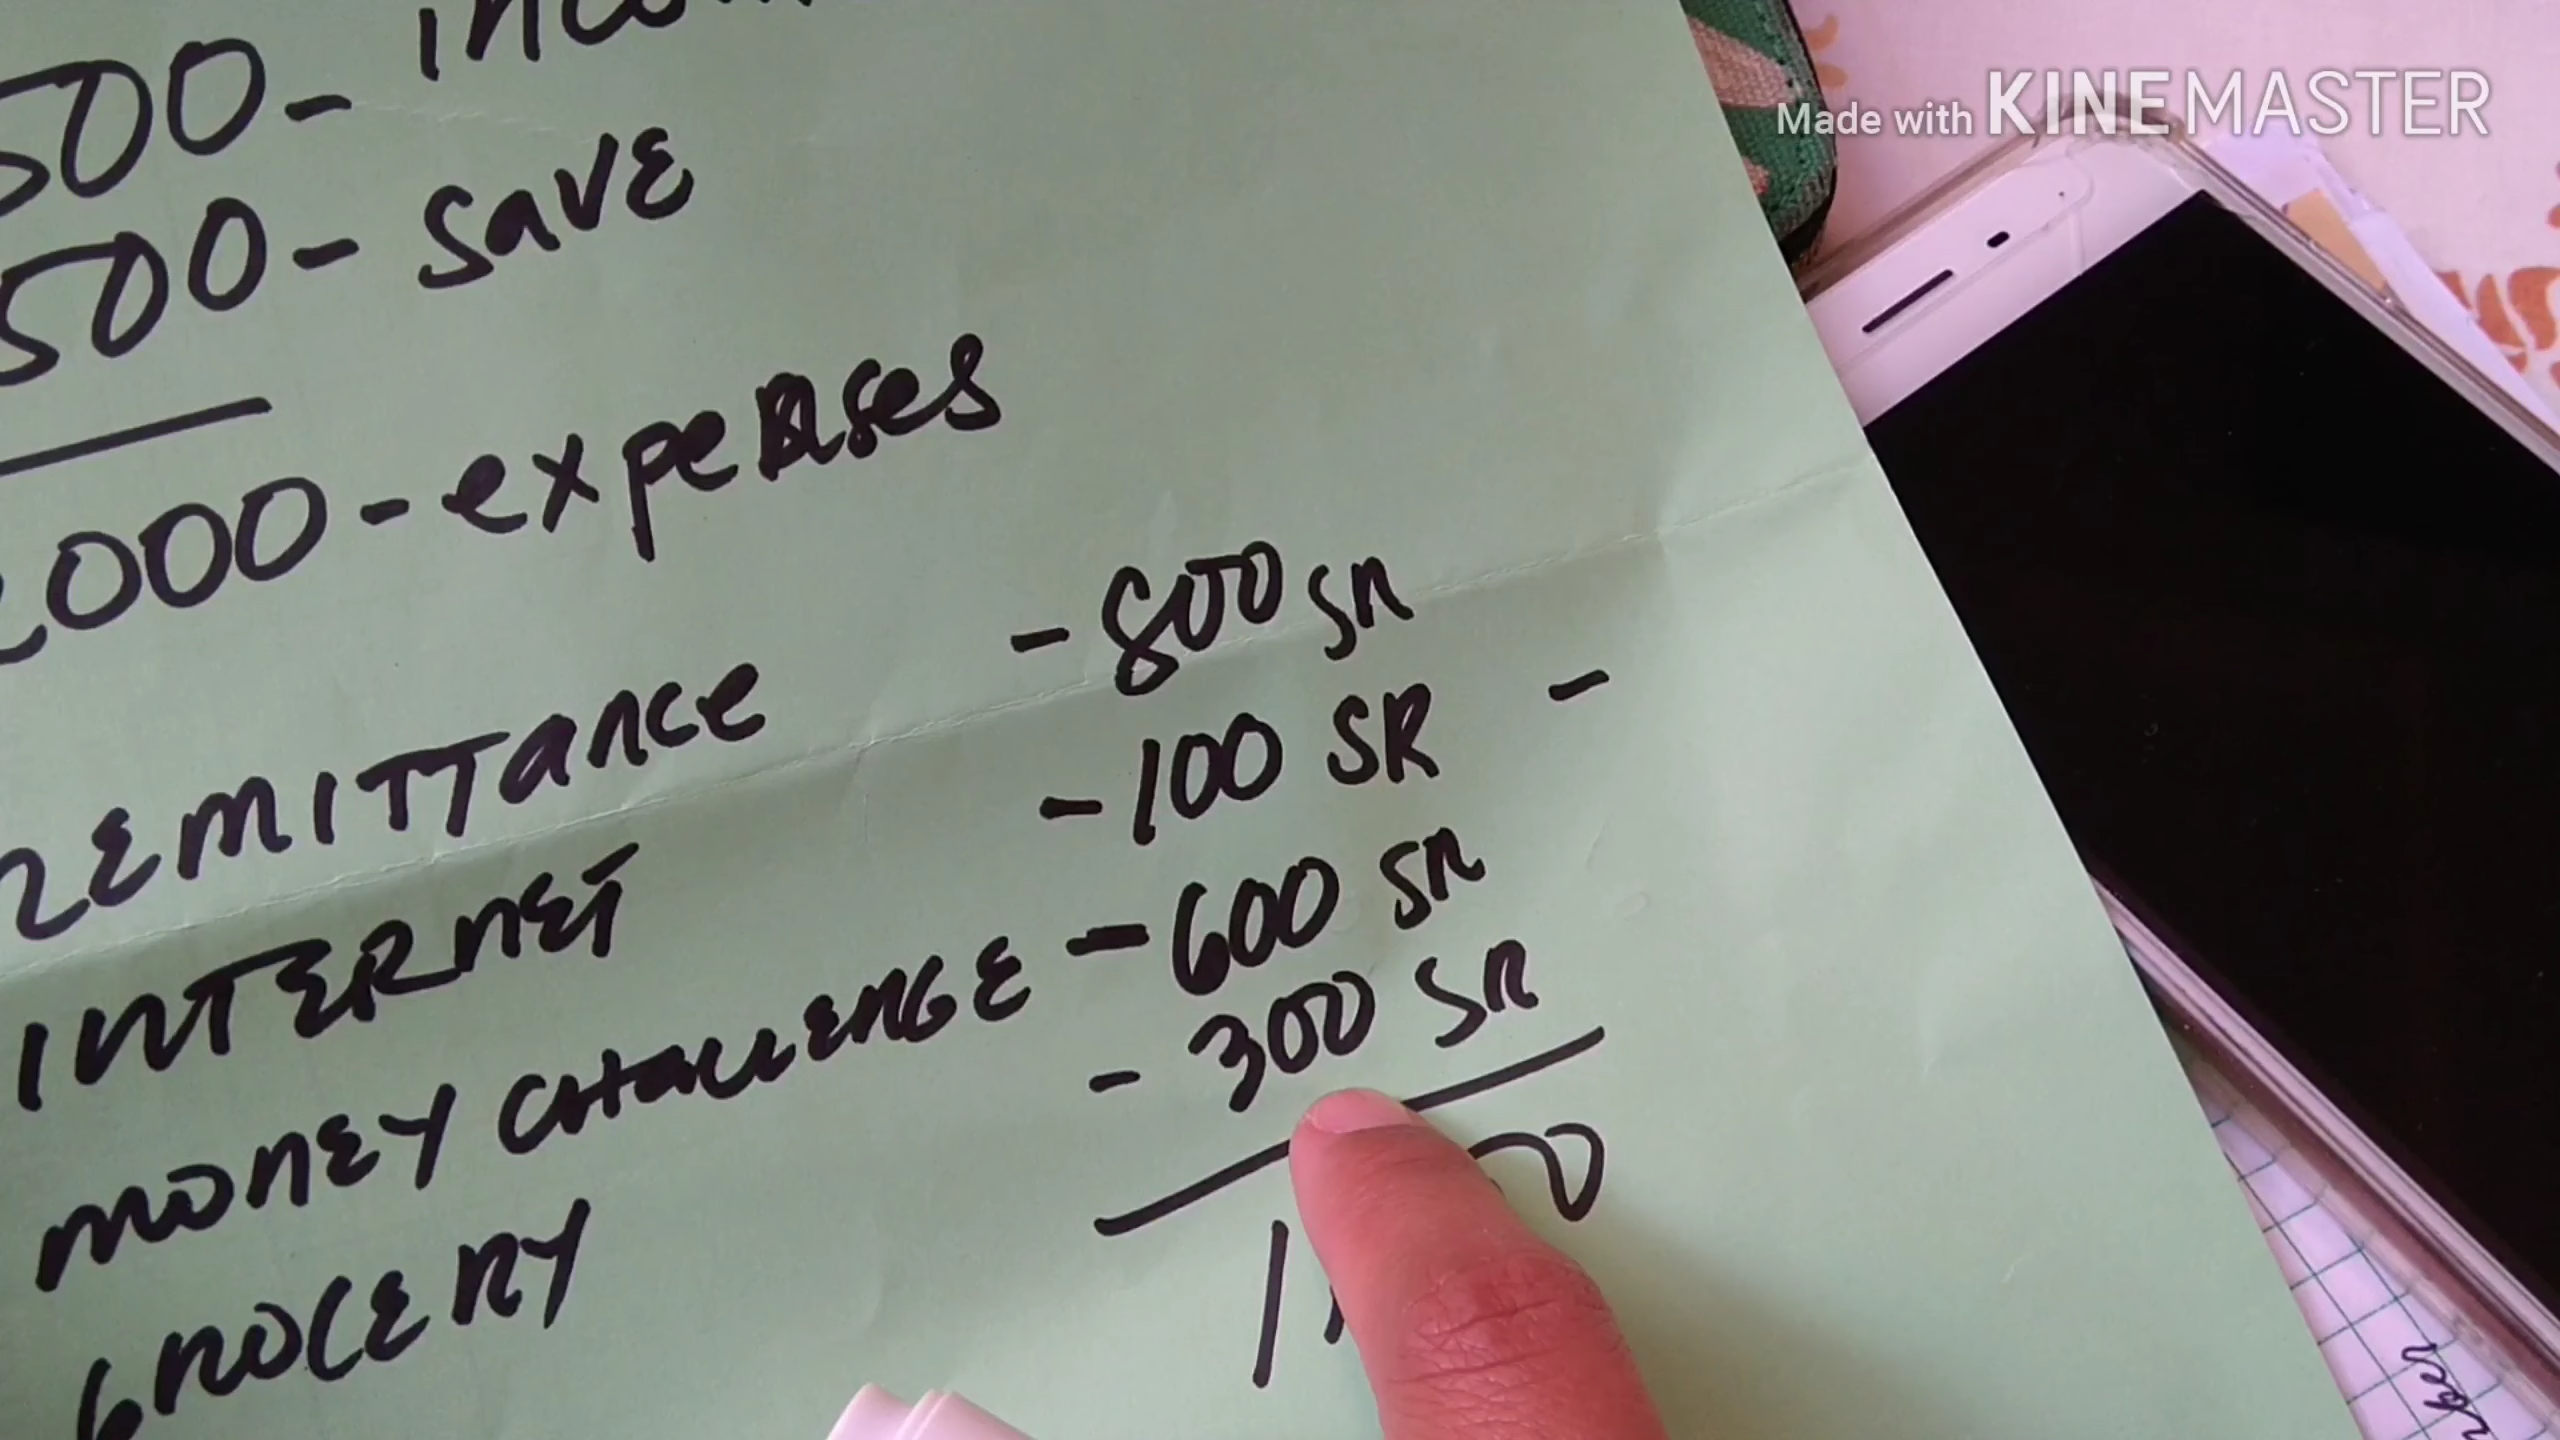 Made with KINEMASTER
500 -
500 - save
000 - expenses
REMITTANCE - 800 SR
INTERNET - 100 SR -
MONEY CHALLENGE - 600 SR
GROCERY - 300 SR